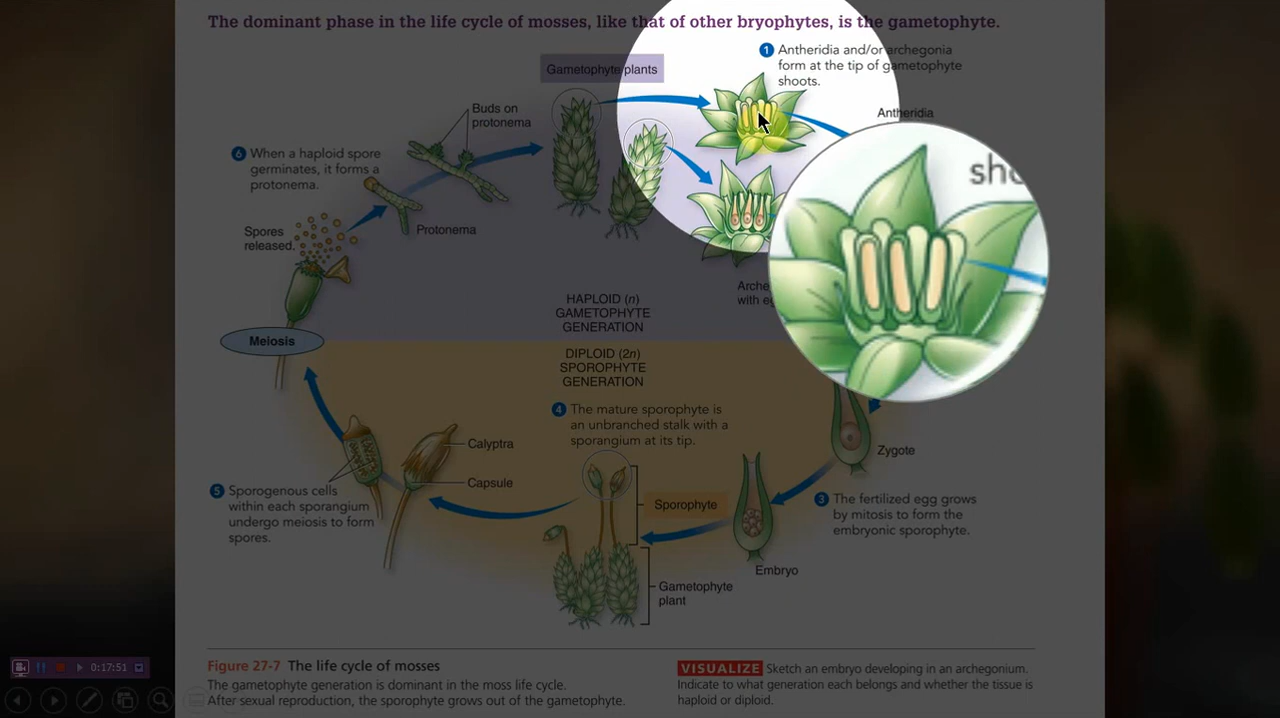 The dominant phase in the life cycle of mosses, like that of other bryophytes, is the gametophyte.
1 Antheridia and/or archegonia
form at the tip of gametophyte
shoots.
Gametophyte plants
Antheridia
Buds on
protonema
6 When a haploid spore
germinates, it forms a
protonema.
Protonema
Spores
released.
HAPLOID (n)
GAMETOPHYTE
GENERATION
Meiosis
DIPLOID (2n)
SPOROPHYTE
GENERATION
4 The mature sporophyte is
an unbranched stalk with a
sporangium at its tip.
Calyptra
Capsule
Zygote
5 Sporogenous cells
within each sporangium
undergo meiosis to form
spores.
Sporophyte
3 The fertilized egg grows
by mitosis to form the
embryonic sporophyte.
Embryo
Gametophyte
plant
Figure 27-7 The life cycle of mosses
The gametophyte generation is dominant in the moss life cycle.
After sexual reproduction, the sporophyte grows out of the gametophyte.
VISUALIZE Sketch an embryo developing in an archegonium.
Indicate to what generation each belongs and whether the tissue is
haploid or diploid.
0:17:51